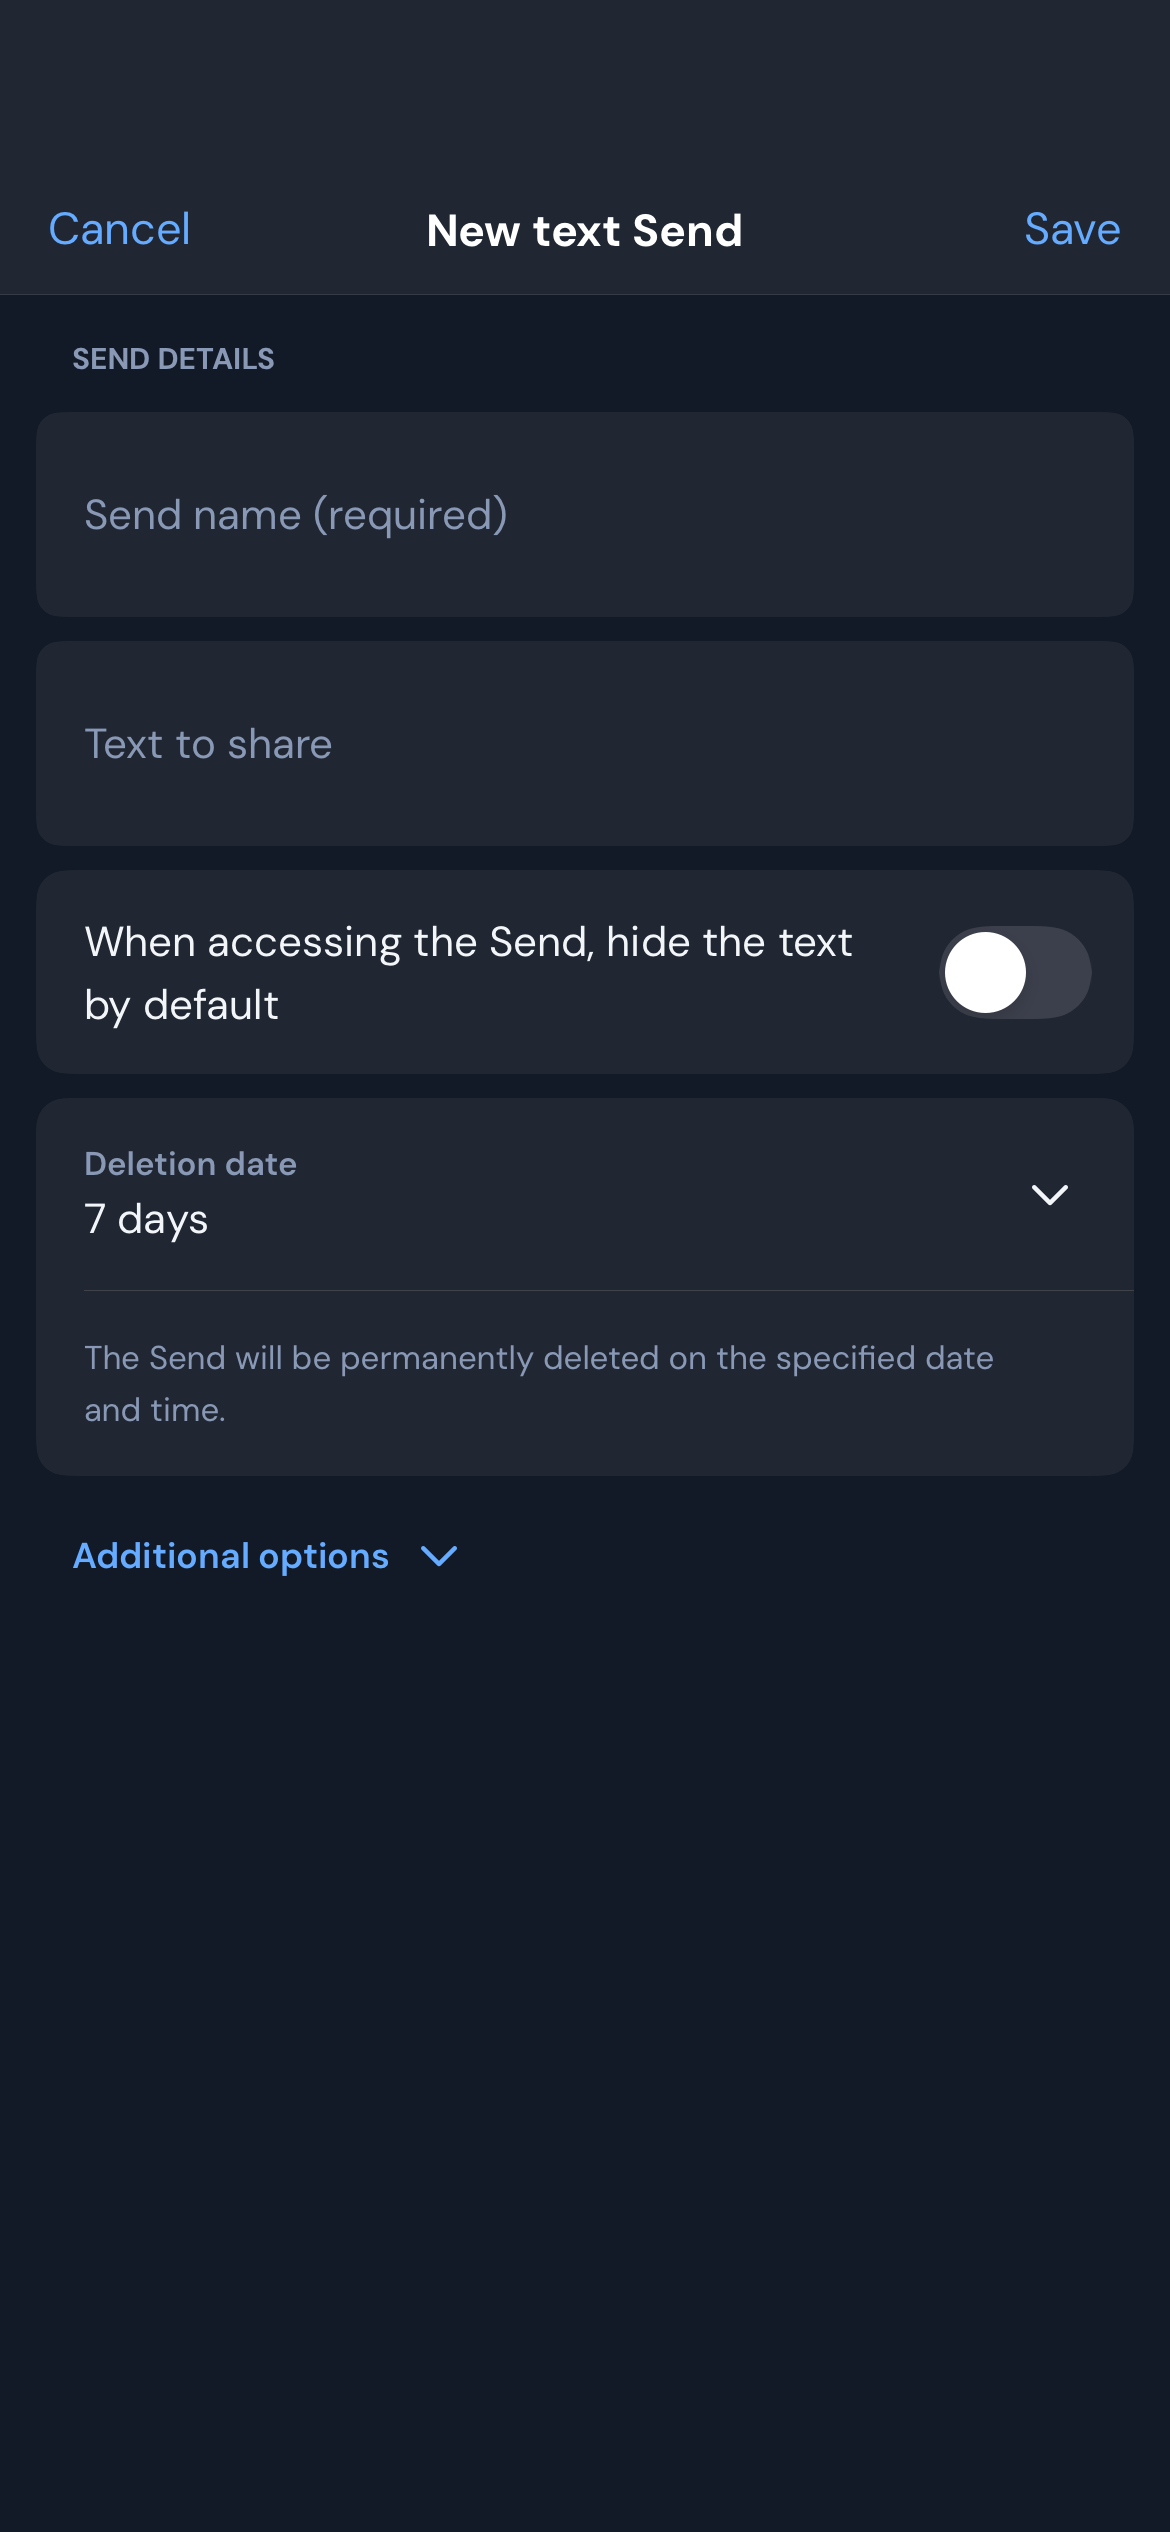 Cancel
New text Send
Save
SEND DETAILS
Send name (required)
Text to share
When accessing the Send, hide the text
by default
Deletion date
7 days
The Send will be permanently deleted on the specified date
and time.
Additional options